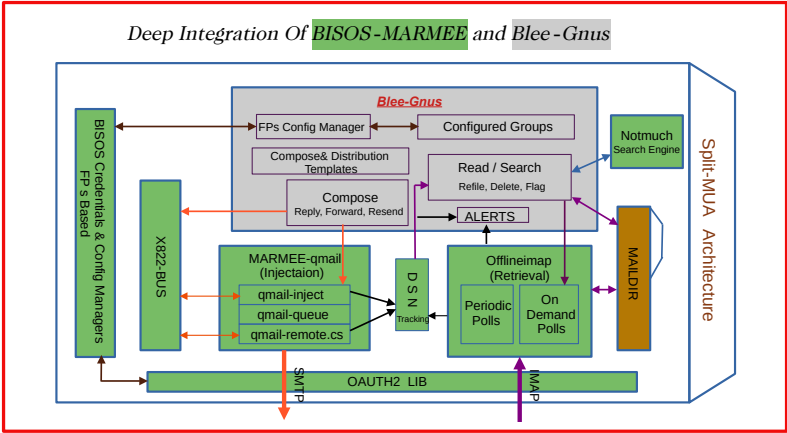 Deep Integration Of BISOS-MARMEE and Blee-Gnus
Blee-Gnus
FPs Config Manager
Configured Groups
Notmuch
Search Engine
Compose& Distribution
Templates
Read / Search
Refile, Delete, Flag
Compose
Reply, Forward, Resend
ALERTS
BISOS Credentials & Config Managers
FP s Based
X822-BUS
MARMEE-qmail
(Injectaion)
qmail-inject
qmail-queue
qmail-remote.cs
D S N
Tracking
Offlineimap
(Retrieval)
Periodic
Polls
On
Demand
Polls
MAILDIR
Split-MUA Architecture
OAUTH2 LIB
SMTP
IMAP